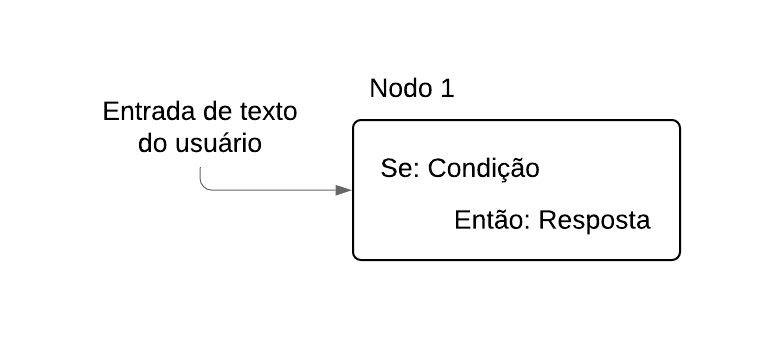 Nodo 1
Entrada de texto
do usuário
Se: Condição
Então: Resposta